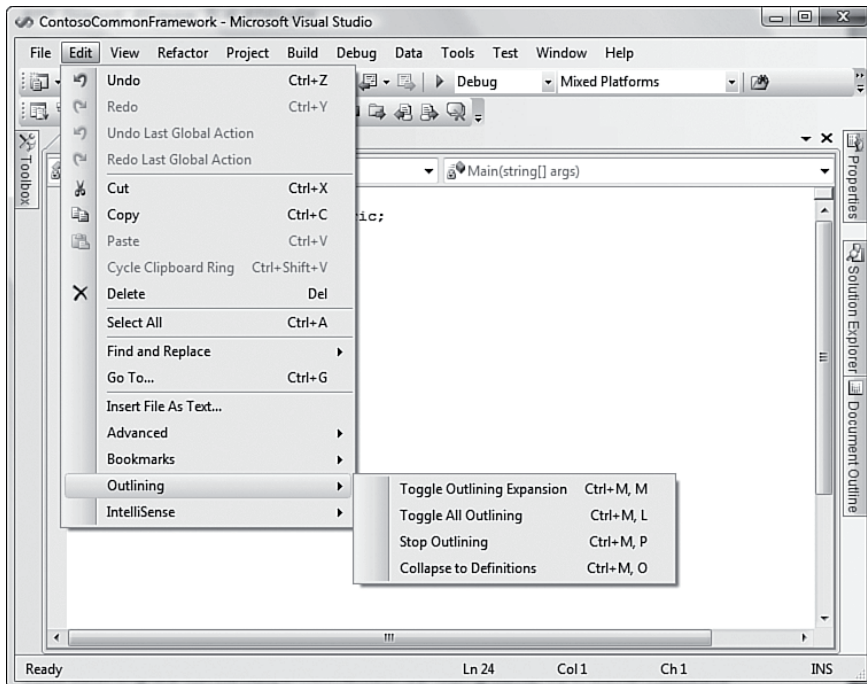 ContosoCommonFramework - Microsoft Visual Studio
File Edit View Refactor Project Build Debug Data Tools Test Window Help
Debug Mixed Platforms
Undo Ctrl+Z
Redo Ctrl+Y
Undo Last Global Action
Redo Last Global Action
Cut Ctrl+X
Copy Ctrl+C
Paste Ctrl+V
Cycle Clipboard Ring Ctrl+Shift+V
Delete Del
Select All Ctrl+A
Find and Replace
Go To... Ctrl+G
Insert File As Text...
Advanced
Bookmarks
Outlining
IntelliSense
Toggle Outlining Expansion Ctrl+M, M
Toggle All Outlining Ctrl+M, L
Stop Outlining Ctrl+M, P
Collapse to Definitions Ctrl+M, O
Toolbox
Main(string[] args)
ic;
Properties
Solution Explorer
Document Outline
Ready Ln 24 Col 1 Ch 1 INS